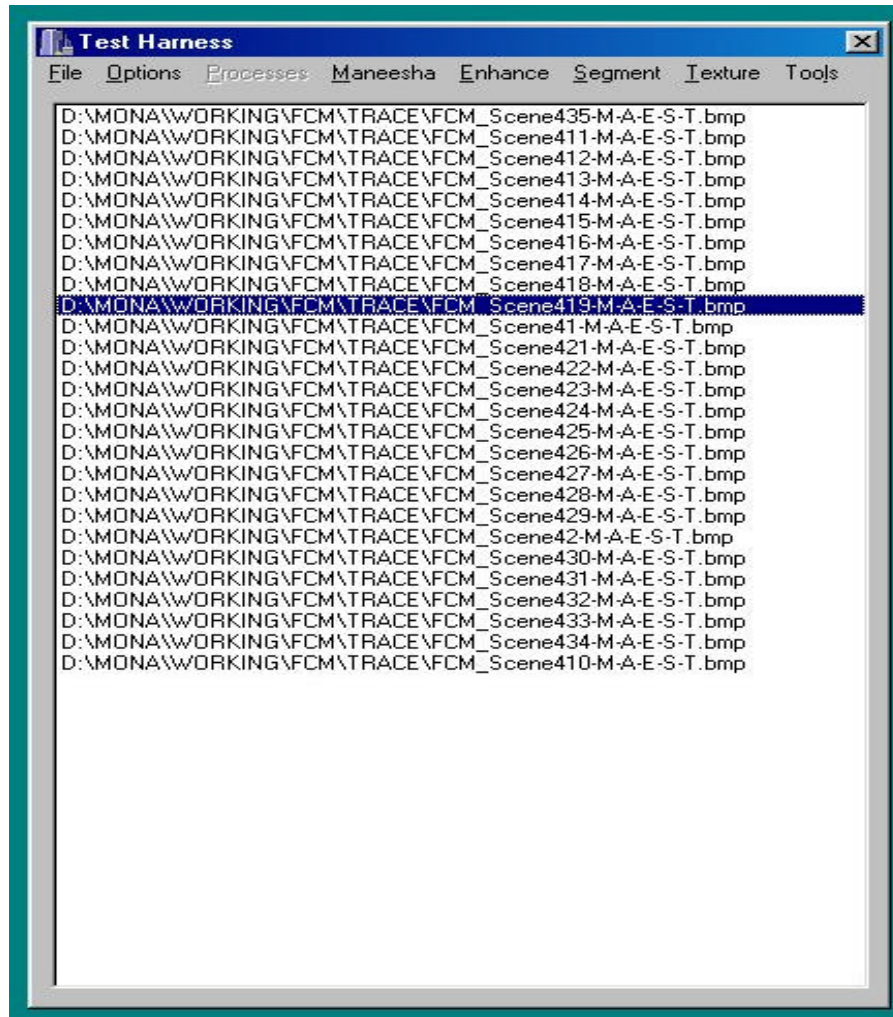 Test Harness
File Options Processes Maneesha Enhance Segment Texture Tools
D:\MONA\WORKING\FCM\TRACE\FCM_Scene435-M-A-E-S-T.bmp
D:\MONA\WORKING\FCM\TRACE\FCM_Scene411-M-A-E-S-T.bmp
D:\MONA\WORKING\FCM\TRACE\FCM_Scene412-M-A-E-S-T.bmp
D:\MONA\WORKING\FCM\TRACE\FCM_Scene413-M-A-E-S-T.bmp
D:\MONA\WORKING\FCM\TRACE\FCM_Scene414-M-A-E-S-T.bmp
D:\MONA\WORKING\FCM\TRACE\FCM_Scene415-M-A-E-S-T.bmp
D:\MONA\WORKING\FCM\TRACE\FCM_Scene416-M-A-E-S-T.bmp
D:\MONA\WORKING\FCM\TRACE\FCM_Scene417-M-A-E-S-T.bmp
D:\MONA\WORKING\FCM\TRACE\FCM_Scene418-M-A-E-S-T.bmp
D:\MONA\WORKING\FCM\TRACE\FCM_Scene419-M-A-E-S-T.bmp
D:\MONA\WORKING\FCM\TRACE\FCM_Scene41-M-A-E-S-T.bmp
D:\MONA\WORKING\FCM\TRACE\FCM_Scene421-M-A-E-S-T.bmp
D:\MONA\WORKING\FCM\TRACE\FCM_Scene422-M-A-E-S-T.bmp
D:\MONA\WORKING\FCM\TRACE\FCM_Scene423-M-A-E-S-T.bmp
D:\MONA\WORKING\FCM\TRACE\FCM_Scene424-M-A-E-S-T.bmp
D:\MONA\WORKING\FCM\TRACE\FCM_Scene425-M-A-E-S-T.bmp
D:\MONA\WORKING\FCM\TRACE\FCM_Scene426-M-A-E-S-T.bmp
D:\MONA\WORKING\FCM\TRACE\FCM_Scene427-M-A-E-S-T.bmp
D:\MONA\WORKING\FCM\TRACE\FCM_Scene428-M-A-E-S-T.bmp
D:\MONA\WORKING\FCM\TRACE\FCM_Scene429-M-A-E-S-T.bmp
D:\MONA\WORKING\FCM\TRACE\FCM_Scene42-M-A-E-S-T.bmp
D:\MONA\WORKING\FCM\TRACE\FCM_Scene430-M-A-E-S-T.bmp
D:\MONA\WORKING\FCM\TRACE\FCM_Scene431-M-A-E-S-T.bmp
D:\MONA\WORKING\FCM\TRACE\FCM_Scene432-M-A-E-S-T.bmp
D:\MONA\WORKING\FCM\TRACE\FCM_Scene433-M-A-E-S-T.bmp
D:\MONA\WORKING\FCM\TRACE\FCM_Scene434-M-A-E-S-T.bmp
D:\MONA\WORKING\FCM\TRACE\FCM_Scene410-M-A-E-S-T.bmp